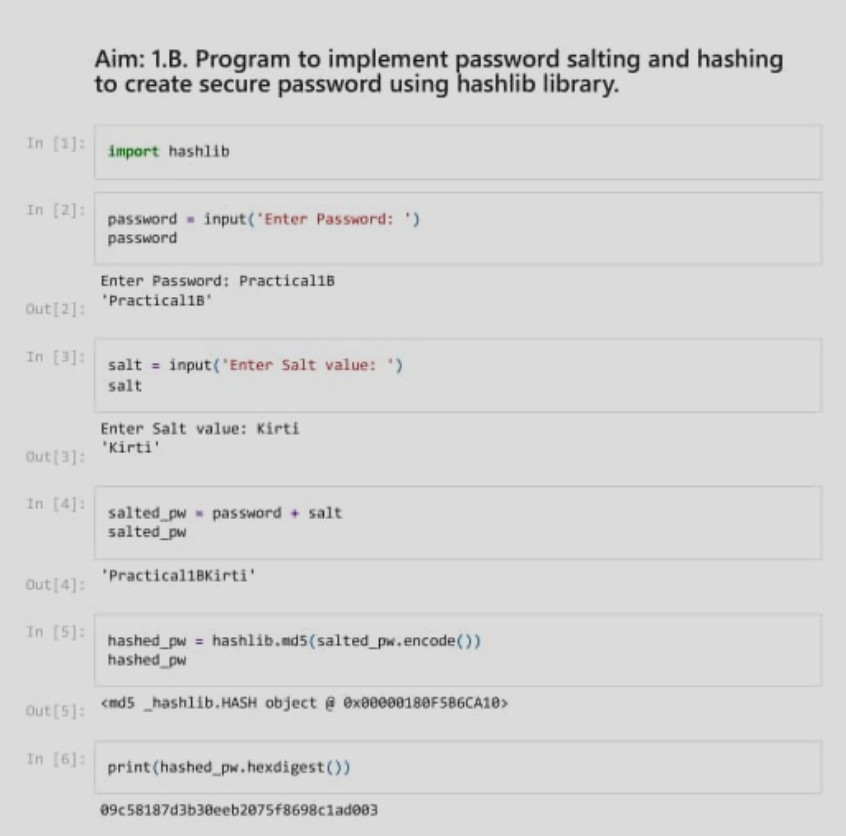 Aim: 1.B. Program to implement password salting and hashing
to create secure password using hashlib library.
In [1]:
import hashlib
In [2]:
password = input('Enter Password: ')
password
Enter Password: Practical1B
Out[2]:
'Practical1B'
In [3]:
salt = input('Enter Salt value: ')
salt
Enter Salt value: Kirti
Out[3]:
'Kirti'
In [4]:
salted_pw = password + salt
salted_pw
Out[4]:
'Practical1BKirti'
In [5]:
hashed_pw = hashlib.md5(salted_pw.encode())
hashed_pw
Out[5]:
<md5 _hashlib.HASH object @ 0x00000180F5B6CA10>
In [6]:
print(hashed_pw.hexdigest())
09c58187d3b30eeb2075f8698c1ad003